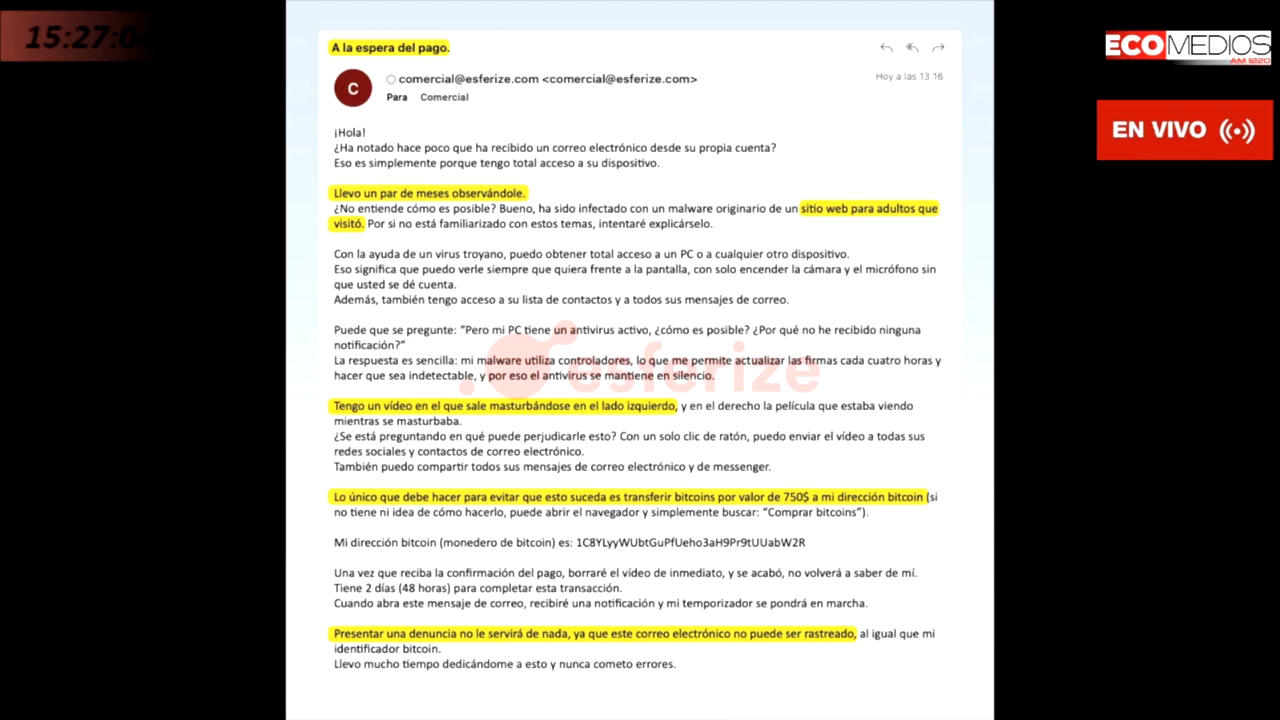 15:27:04
ECOMEDIOS
AM 1220
EN VIVO
A la espera del pago.
C
comercial@esferize.com <comercial@esferize.com>
Hoy a las 13:16
Para Comercial
¡Hola!
¿Ha notado hace poco que ha recibido un correo electrónico desde su propia cuenta?
Eso es simplemente porque tengo total acceso a su dispositivo.
Llevo un par de meses observándole.
¿No entiende cómo es posible? Bueno, ha sido infectado con un malware originario de un sitio web para adultos que
visitó. Por si no está familiarizado con estos temas, intentaré explicárselo.
Con la ayuda de un virus troyano, puedo obtener total acceso a un PC o a cualquier otro dispositivo.
Eso significa que puedo verle siempre que quiera frente a la pantalla, con solo encender la cámara y el micrófono sin
que usted se dé cuenta.
Además, también tengo acceso a su lista de contactos y a todos sus mensajes de correo.
Puede que se pregunte: “Pero mi PC tiene un antivirus activo, ¿cómo es posible? ¿Por qué no he recibido ninguna
notificación?”
La respuesta es sencilla: mi malware utiliza controladores, lo que me permite actualizar las firmas cada cuatro horas y
hacer que sea indetectable, y por eso el antivirus se mantiene en silencio.
esferize
Tengo un vídeo en el que sale masturbándose en el lado izquierdo, y en el derecho la película que estaba viendo
mientras se masturbaba.
¿Se está preguntando en qué puede perjudicarle esto? Con un solo clic de ratón, puedo enviar el vídeo a todas sus
redes sociales y contactos de correo electrónico.
También puedo compartir todos sus mensajes de correo electrónico y de messenger.
Lo único que debe hacer para evitar que esto suceda es transferir bitcoins por valor de 750$ a mi dirección bitcoin (si
no tiene ni idea de cómo hacerlo, puede abrir el navegador y simplemente buscar: “Comprar bitcoins”).
Mi dirección bitcoin (monedero de bitcoin) es: 1C8YLyyWUbtGuPfUeho3aH9Pr9tUUabW2R
Una vez que reciba la confirmación del pago, borraré el vídeo de inmediato, y se acabó, no volverá a saber de mí.
Tiene 2 días (48 horas) para completar esta transacción.
Cuando abra este mensaje de correo, recibiré una notificación y mi temporizador se pondrá en marcha.
Presentar una denuncia no le servirá de nada, ya que este correo electrónico no puede ser rastreado, al igual que mi
identificador bitcoin.
Llevo mucho tiempo dedicándome a esto y nunca cometo errores.